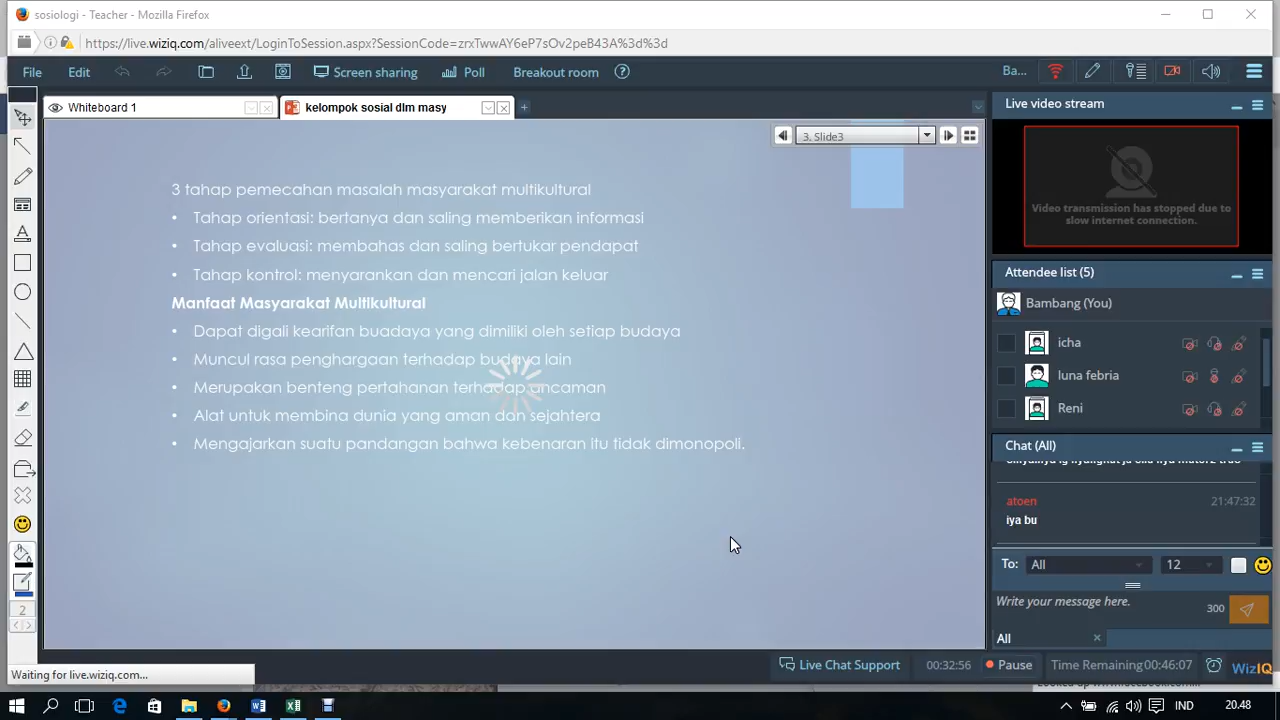 sosiologi - Teacher - Mozilla Firefox
https://live.wiziq.com/aliveext/LoginToSession.aspx?SessionCode=zrxTwwAY6eP7sOv2peB43A%3d%3d
File Edit Screen sharing Poll Breakout room Ba...
Whiteboard 1 kelompok sosial dlm masy
Live video stream
3. Slide3
Video transmission has stopped due to
slow internet connection.
3 tahap pemecahan masalah masyarakat multikultural
• Tahap orientasi: bertanya dan saling memberikan informasi
• Tahap evaluasi: membahas dan saling bertukar pendapat
• Tahap kontrol: menyarankan dan mencari jalan keluar
Manfaat Masyarakat Multikultural
• Dapat digali kearifan buadaya yang dimiliki oleh setiap budaya
• Muncul rasa penghargaan terhadap budaya lain
• Merupakan benteng pertahanan terhadap ancaman
• Alat untuk membina dunia yang aman dan sejahtera
• Mengajarkan suatu pandangan bahwa kebenaran itu tidak dimonopoli.
Attendee list (5)
Bambang (You)
icha
luna febria
Reni
Chat (All)
atoen 21:47:32
iya bu
To: All 12
Write your message here. 300
All
2
Waiting for live.wiziq.com...
Live Chat Support 00:32:56 Pause Time Remaining 00:46:07 WizIQ
IND 20.48